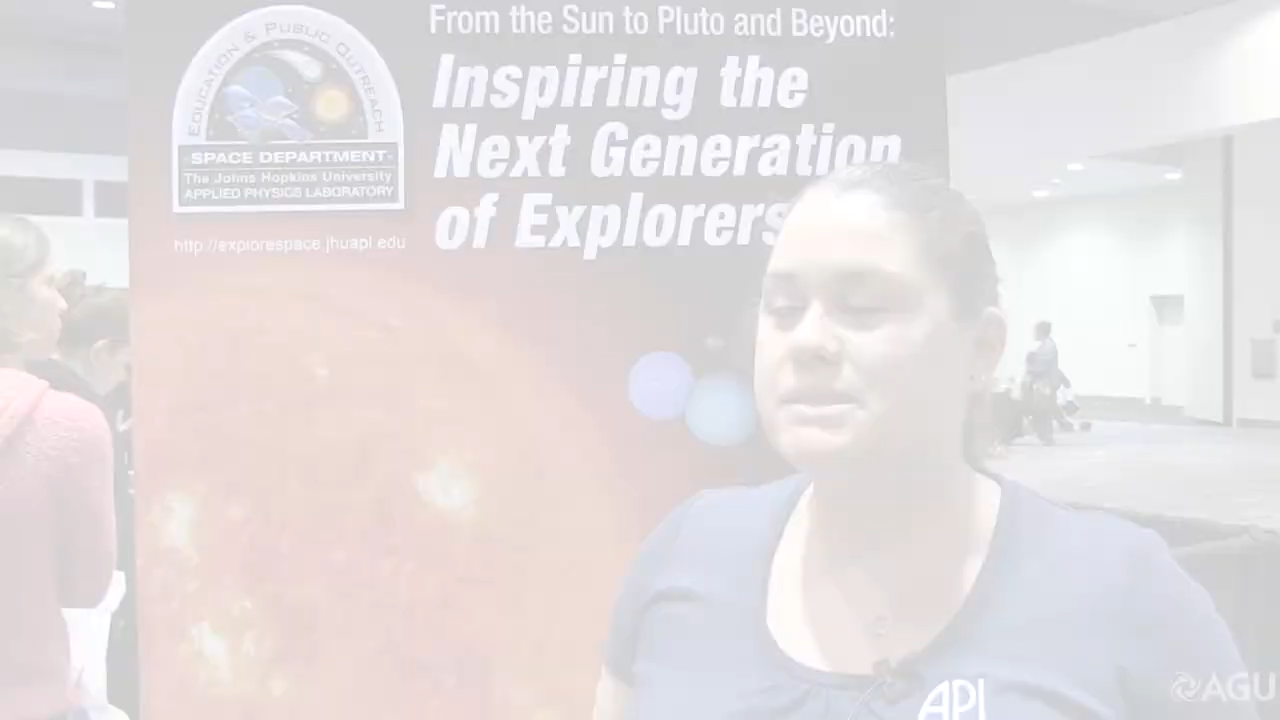 From the Sun to Pluto and Beyond:
Inspiring the
Next Generation
of Explorers
EDUCATION & PUBLIC OUTREACH
SPACE DEPARTMENT
The Johns Hopkins University
APPLIED PHYSICS LABORATORY
http://explorespace.jhuapl.edu
APL
AGU